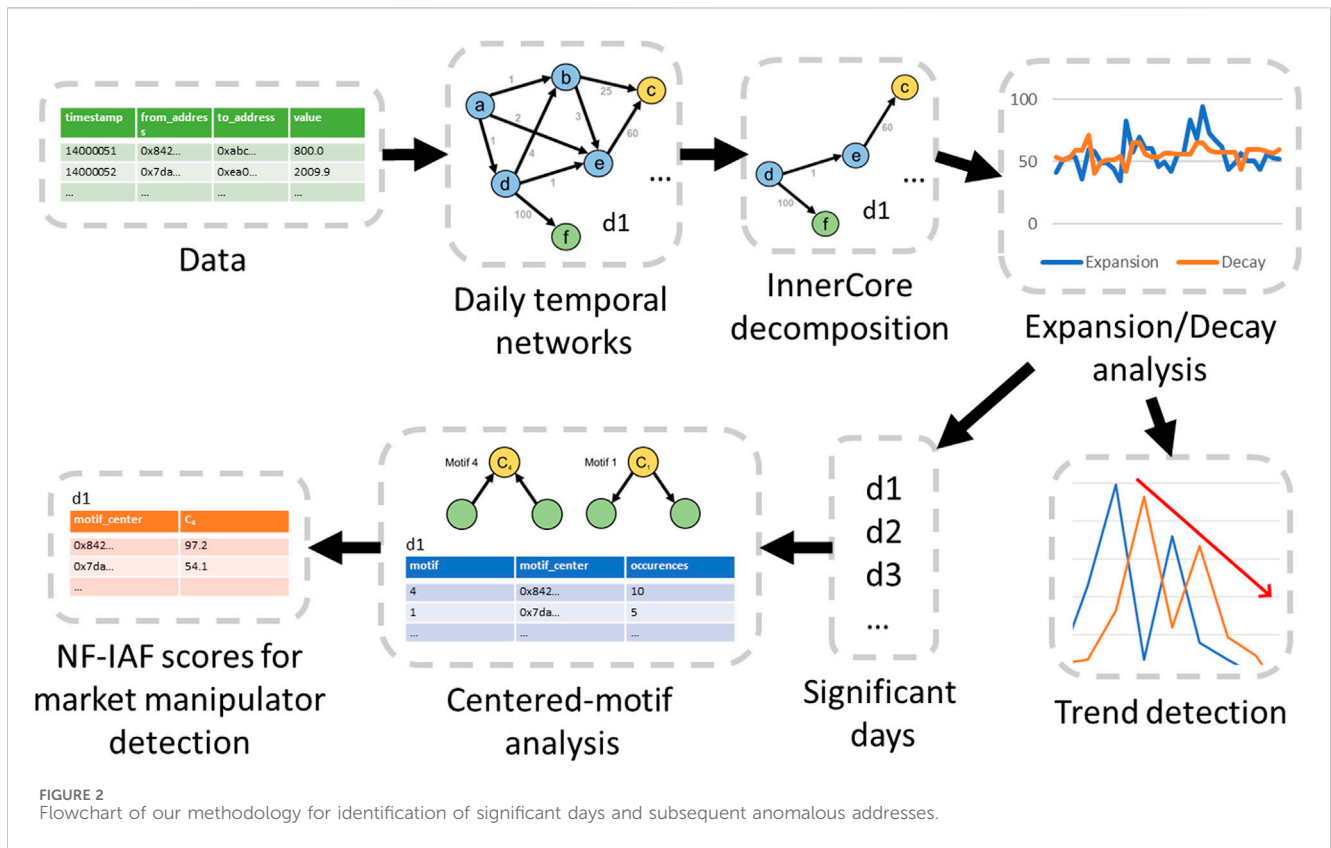 timestamp from_addres to_address value
s
14000051 0x842... 0xabc... 800.0
14000052 0x7da... 0xea0... 2009.9
... ... ... ...
Data
1
b
25
c
a
2
3
60
1
4
e
1
d
...
100
d1
f
Daily temporal
networks
c
60
e
d
1
...
100
d1
f
InnerCore
decomposition
100
50
0
Expansion Decay
Expansion/Decay
analysis
Trend detection
d1
d2
d3
...
Significant
days
Motif 4 C4 Motif 1 C1
d1
motif motif_center occurences
4 0x842... 10
1 0x7da... 5
... ... ...
Centered-motif
analysis
d1
motif_center C4
0x842... 97.2
0x7da... 54.1
...
NF-IAF scores for
market manipulator
detection
FIGURE 2
Flowchart of our methodology for identification of significant days and subsequent anomalous addresses.